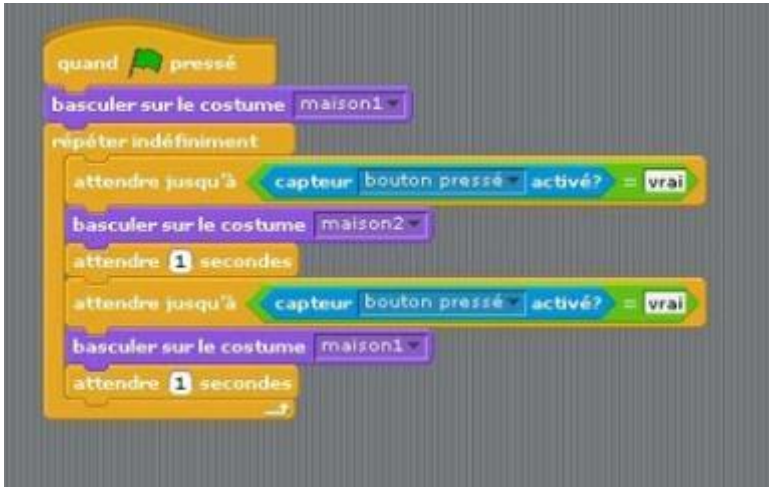 quand pressé
basculer sur le costume maison1
répéter indéfiniment
attendre jusqu'à capteur bouton pressé activé? = vrai
basculer sur le costume maison2
attendre 1 secondes
attendre jusqu'à capteur bouton pressé activé? = vrai
basculer sur le costume maison1
attendre 1 secondes